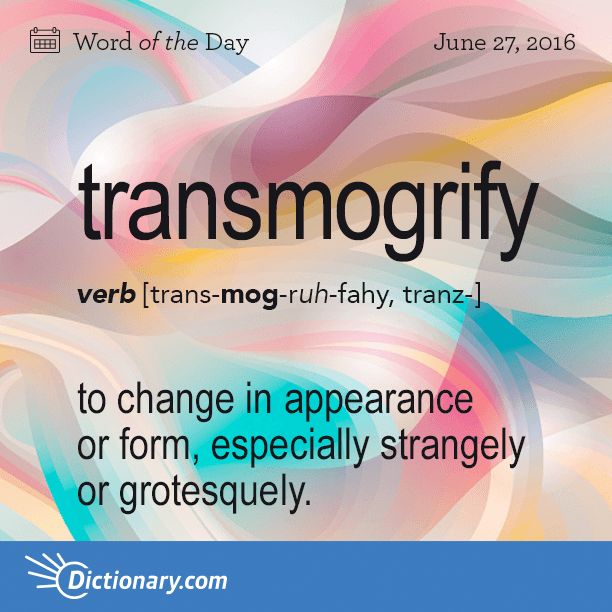 Word of the Day
June 27, 2016
transmogrify
verb [trans-mog-ruh-fahy, tranz-]
to change in appearance
or form, especially strangely
or grotesquely.
Dictionary.com